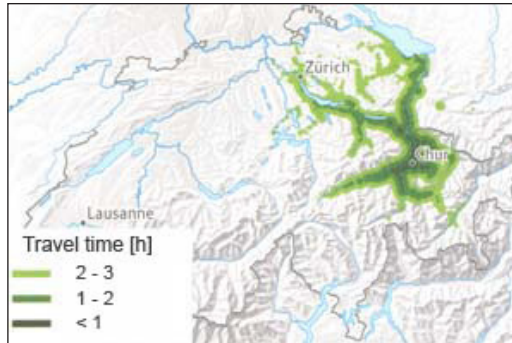 Zürich
Chur
Lausanne
Travel time [h]
2 - 3
1 - 2
< 1